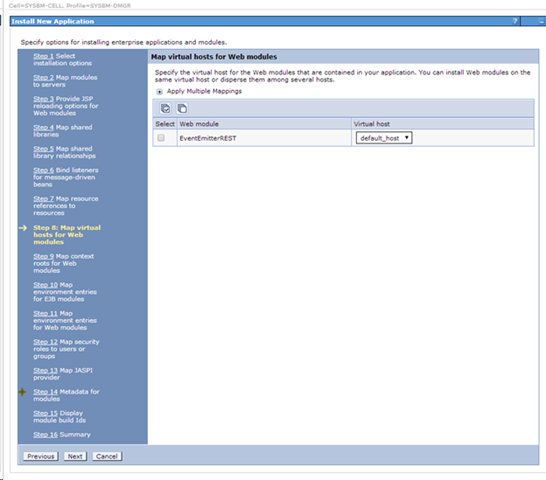 Cell=SYSBM-CELL, Profile=SYSBM-DMGR
Install New Application
?
Specify options for installing enterprise applications and modules.
Step 1 Select
installation options
Step 2 Map modules
to servers
Step 3 Provide JSP
reloading options for
Web modules
Step 4 Map shared
libraries
Step 5 Map shared
library relationships
Step 6 Bind listeners
for message-driven
beans
Step 7 Map resource
references to
resources
Step 8: Map virtual
hosts for Web
modules
Step 9 Map context
roots for Web
modules
Step 10 Map
environment entries
for EJB modules
Step 11 Map
environment entries
for Web modules
Step 12 Map security
roles to users or
groups
Step 13 Map JASPI
provider
Step 14 Metadata for
modules
Step 15 Display
module build Ids
Step 16 Summary
Map virtual hosts for Web modules
Specify the virtual host for the Web modules that are contained in your application. You can install Web modules on the
same virtual host or disperse them among several hosts.
Apply Multiple Mappings
Select Web module Virtual host
EventEmitterREST default_host
Previous Next Cancel